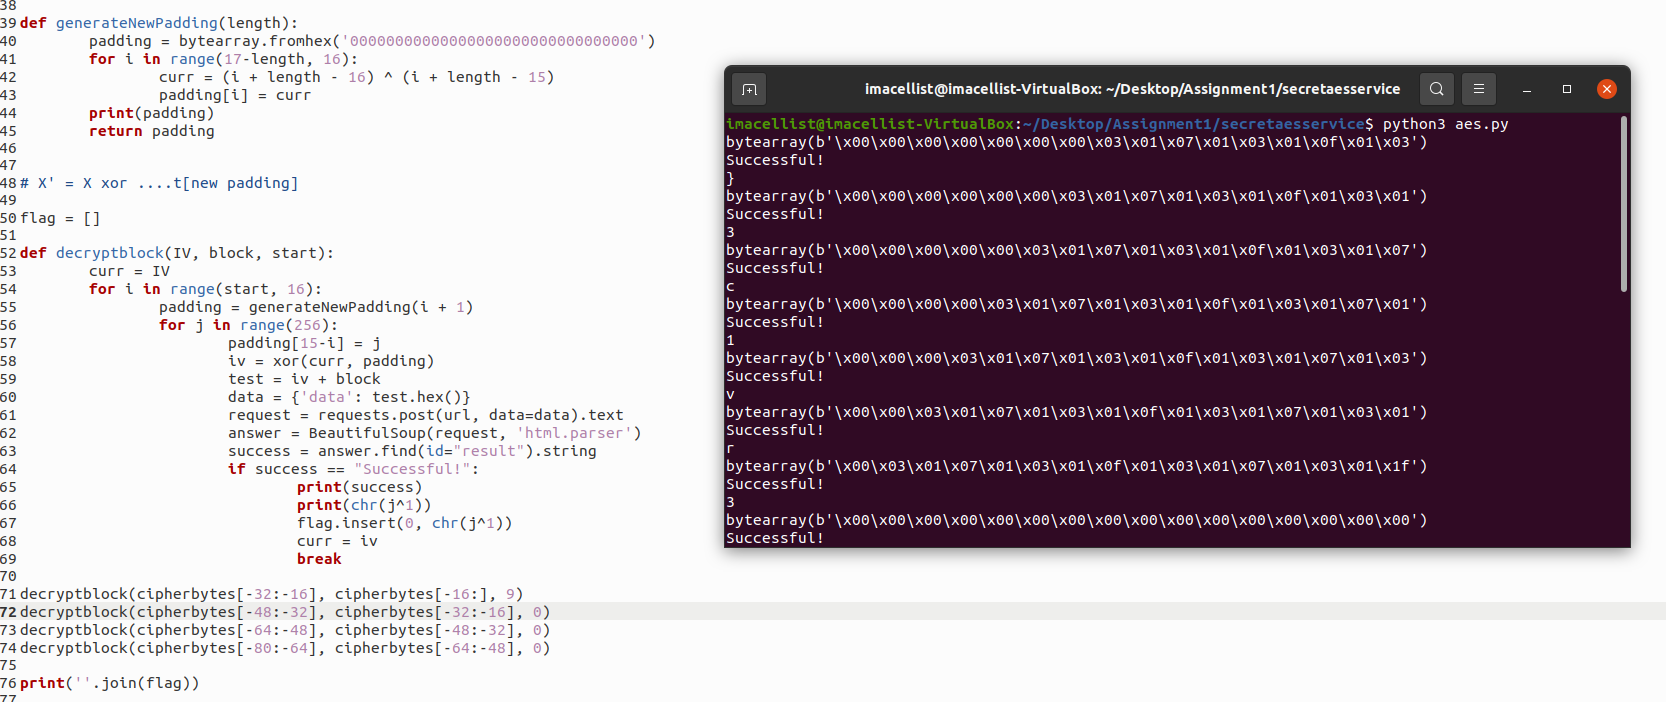 38
39 def generateNewPadding(length):
40 padding = bytearray.fromhex('00000000000000000000000000000000')
41 for i in range(17-length, 16):
42 curr = (i + length - 16) ^ (i + length - 15)
43 padding[i] = curr
44 print(padding)
45 return padding
46
47
48 # X' = X xor ....t[new padding]
49
50 flag = []
51
52 def decryptblock(IV, block, start):
53 curr = IV
54 for i in range(start, 16):
55 padding = generateNewPadding(i + 1)
56 for j in range(256):
57 padding[15-i] = j
58 iv = xor(curr, padding)
59 test = iv + block
60 data = {'data': test.hex()}
61 request = requests.post(url, data=data).text
62 answer = BeautifulSoup(request, 'html.parser')
63 success = answer.find(id="result").string
64 if success == "Successful!":
65 print(success)
66 print(chr(j^1))
67 flag.insert(0, chr(j^1))
68 curr = iv
69 break
70
71 decryptblock(cipherbytes[-32:-16], cipherbytes[-16:], 9)
72 decryptblock(cipherbytes[-48:-32], cipherbytes[-32:-16], 0)
73 decryptblock(cipherbytes[-64:-48], cipherbytes[-48:-32], 0)
74 decryptblock(cipherbytes[-80:-64], cipherbytes[-64:-48], 0)
75
76 print(''.join(flag))
77
imacellist@imacellist-VirtualBox: ~/Desktop/Assignment1/secretaesservice
imacellist@imacellist-VirtualBox:~/Desktop/Assignment1/secretaesservice$ python3 aes.py
bytearray(b'\x00\x00\x00\x00\x00\x00\x00\x03\x01\x07\x01\x03\x01\x0f\x01\x03')
Successful!
}
bytearray(b'\x00\x00\x00\x00\x00\x00\x03\x01\x07\x01\x03\x01\x0f\x01\x03\x01')
Successful!
3
bytearray(b'\x00\x00\x00\x00\x00\x03\x01\x07\x01\x03\x01\x0f\x01\x03\x01\x07')
Successful!
c
bytearray(b'\x00\x00\x00\x00\x03\x01\x07\x01\x03\x01\x0f\x01\x03\x01\x07\x01')
Successful!
1
bytearray(b'\x00\x00\x00\x03\x01\x07\x01\x03\x01\x0f\x01\x03\x01\x07\x01\x03')
Successful!
v
bytearray(b'\x00\x00\x03\x01\x07\x01\x03\x01\x0f\x01\x03\x01\x07\x01\x03\x01')
Successful!
r
bytearray(b'\x00\x03\x01\x07\x01\x03\x01\x0f\x01\x03\x01\x07\x01\x03\x01\x1f')
Successful!
3
bytearray(b'\x00\x00\x00\x00\x00\x00\x00\x00\x00\x00\x00\x00\x00\x00\x00\x00')
Successful!